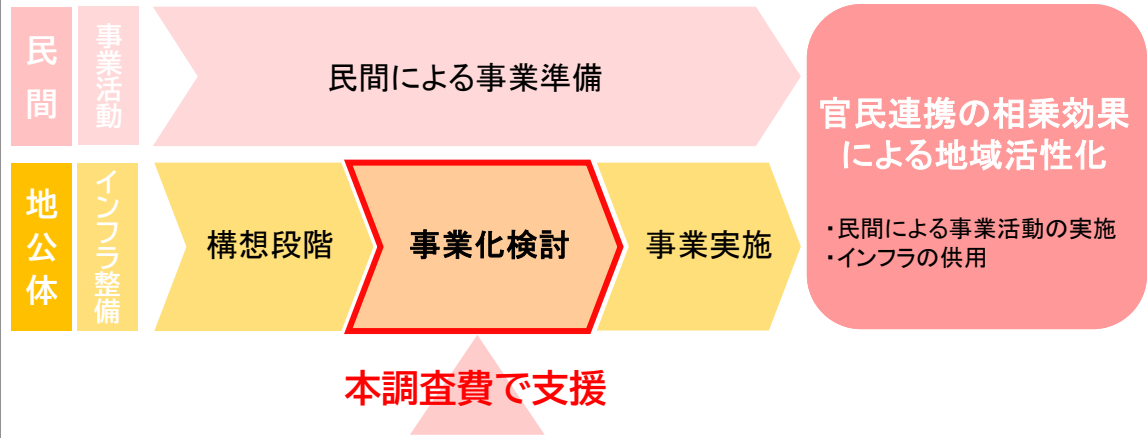 民間
事業活動
民間による事業準備
地公体
インフラ整備
構想段階
事業化検討
事業実施
官民連携の相乗効果
による地域活性化
・民間による事業活動の実施
・インフラの供用
本調査費で支援